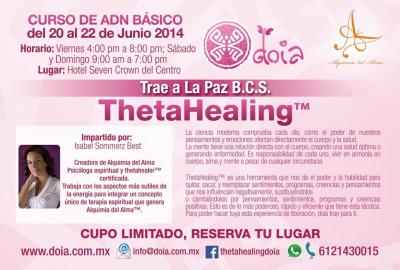 CURSO DE ADN BÁSICO
del 20 al 22 de Junio 2014
Horario: Viernes 4:00 pm a 8:00 pm; Sábado
y Domingo 9:00 am a 7:00 pm
Lugar: Hotel Seven Crown del Centro
doia
Alquimia del Alma
Trae a La Paz B.C.S.
ThetaHealing™
Impartido por:
Isabel Sommerz Best
Creadora de Alquimia del Alma
Psicóloga espiritual y thetahealer™
certificada.
Trabaja con los aspectos más sutiles de
la energía para integrar un concepto
único de terapia espiritual que genera
Alquimia del Alma™.
La ciencia moderna comprueba cada día, cómo el poder de nuestros
pensamientos y emociones afectan directamente el cuerpo y la salud.
La mente tiene una relación directa con el cuerpo, creando una salud óptima o
generando enfermedad. Es responsabilidad de cada uno, vivir en armonía en
cuerpo, alma y mente a pesar de cualquier circunstancia.
ThetaHealing™ es una herramienta que nos da el poder y la habilidad para
quitar, sacar, y reemplazar sentimientos, programas, creencias y pensamientos
que nos influencían negativamente, sustituyéndolos
o cambiándolos por pensamientos, sentimientos, programas y creencias
positivas. Esto es de lo más poderoso, rápido y eficiente que tiene esta técnica.
Para poder hacer tuya esta experiencia de liberación, doia trae para ti.
CUPO LIMITADO, RESERVA TU LUGAR
www.doia.com.mx @ info@doia.com.mx f thetahealingdoia 6121430015